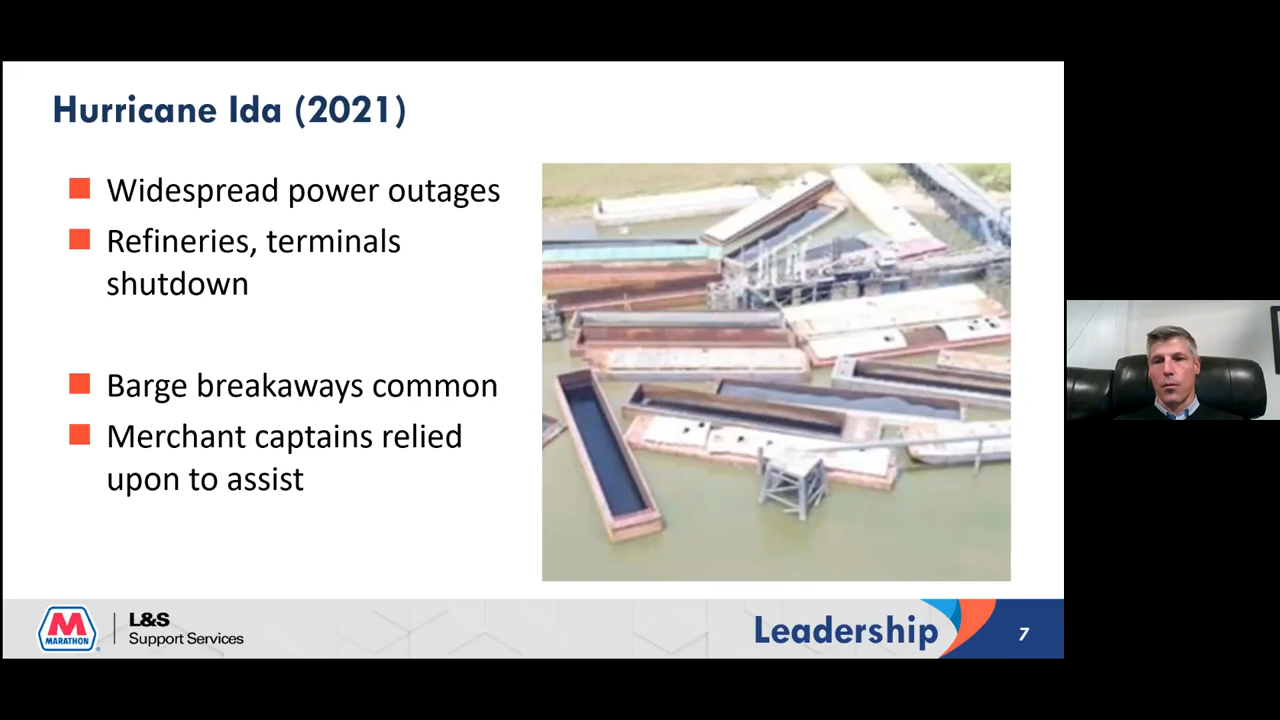 Hurricane Ida (2021)
Widespread power outages
Refineries, terminals
shutdown
Barge breakaways common
Merchant captains relied
upon to assist
M
MARATHON
L&S
Support Services
Leadership
7